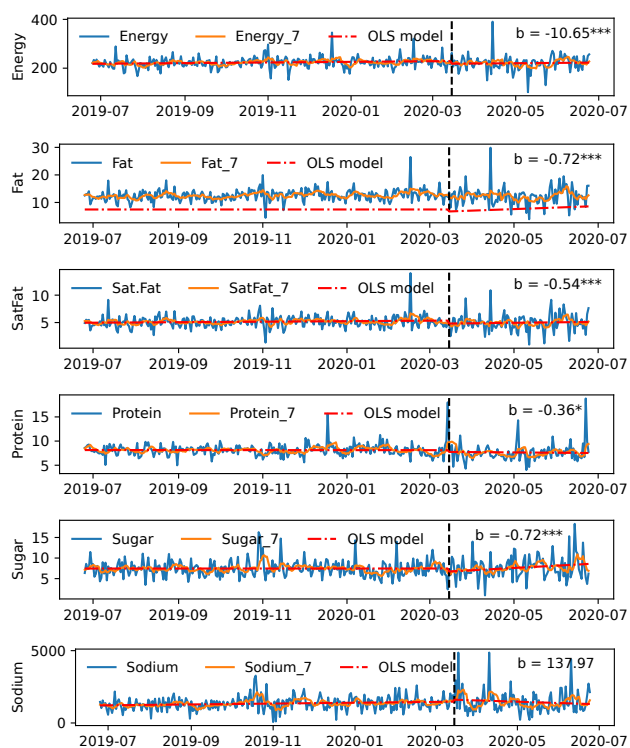 Energy
400
200
Energy Energy_7 OLS model b = -10.65***
2019-07 2019-09 2019-11 2020-01 2020-03 2020-05 2020-07
Fat
30
20
10
Fat Fat_7 OLS model b = -0.72***
2019-07 2019-09 2019-11 2020-01 2020-03 2020-05 2020-07
SatFat
10
5
Sat.Fat SatFat_7 OLS model b = -0.54***
2019-07 2019-09 2019-11 2020-01 2020-03 2020-05 2020-07
Protein
15
10
5
Protein Protein_7 OLS model b = -0.36*
2019-07 2019-09 2019-11 2020-01 2020-03 2020-05 2020-07
Sugar
15
10
5
Sugar Sugar_7 OLS model b = -0.72***
2019-07 2019-09 2019-11 2020-01 2020-03 2020-05 2020-07
Sodium
5000
0
Sodium Sodium_7 OLS model b = 137.97
2019-07 2019-09 2019-11 2020-01 2020-03 2020-05 2020-07